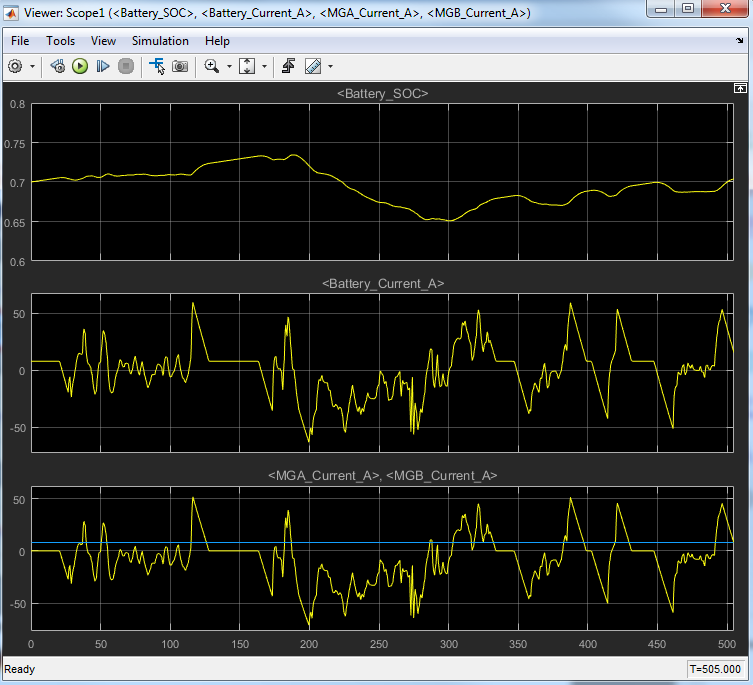 Viewer: Scope1 (<Battery_SOC>, <Battery_Current_A>, <MGA_Current_A>, <MGB_Current_A>)
File Tools View Simulation Help
<Battery_SOC>
0.8
0.75
0.7
0.65
0.6
<Battery_Current_A>
50
0
-50
<MGA_Current_A>, <MGB_Current_A>
50
0
-50
0 50 100 150 200 250 300 350 400 450 500
Ready T=505.000